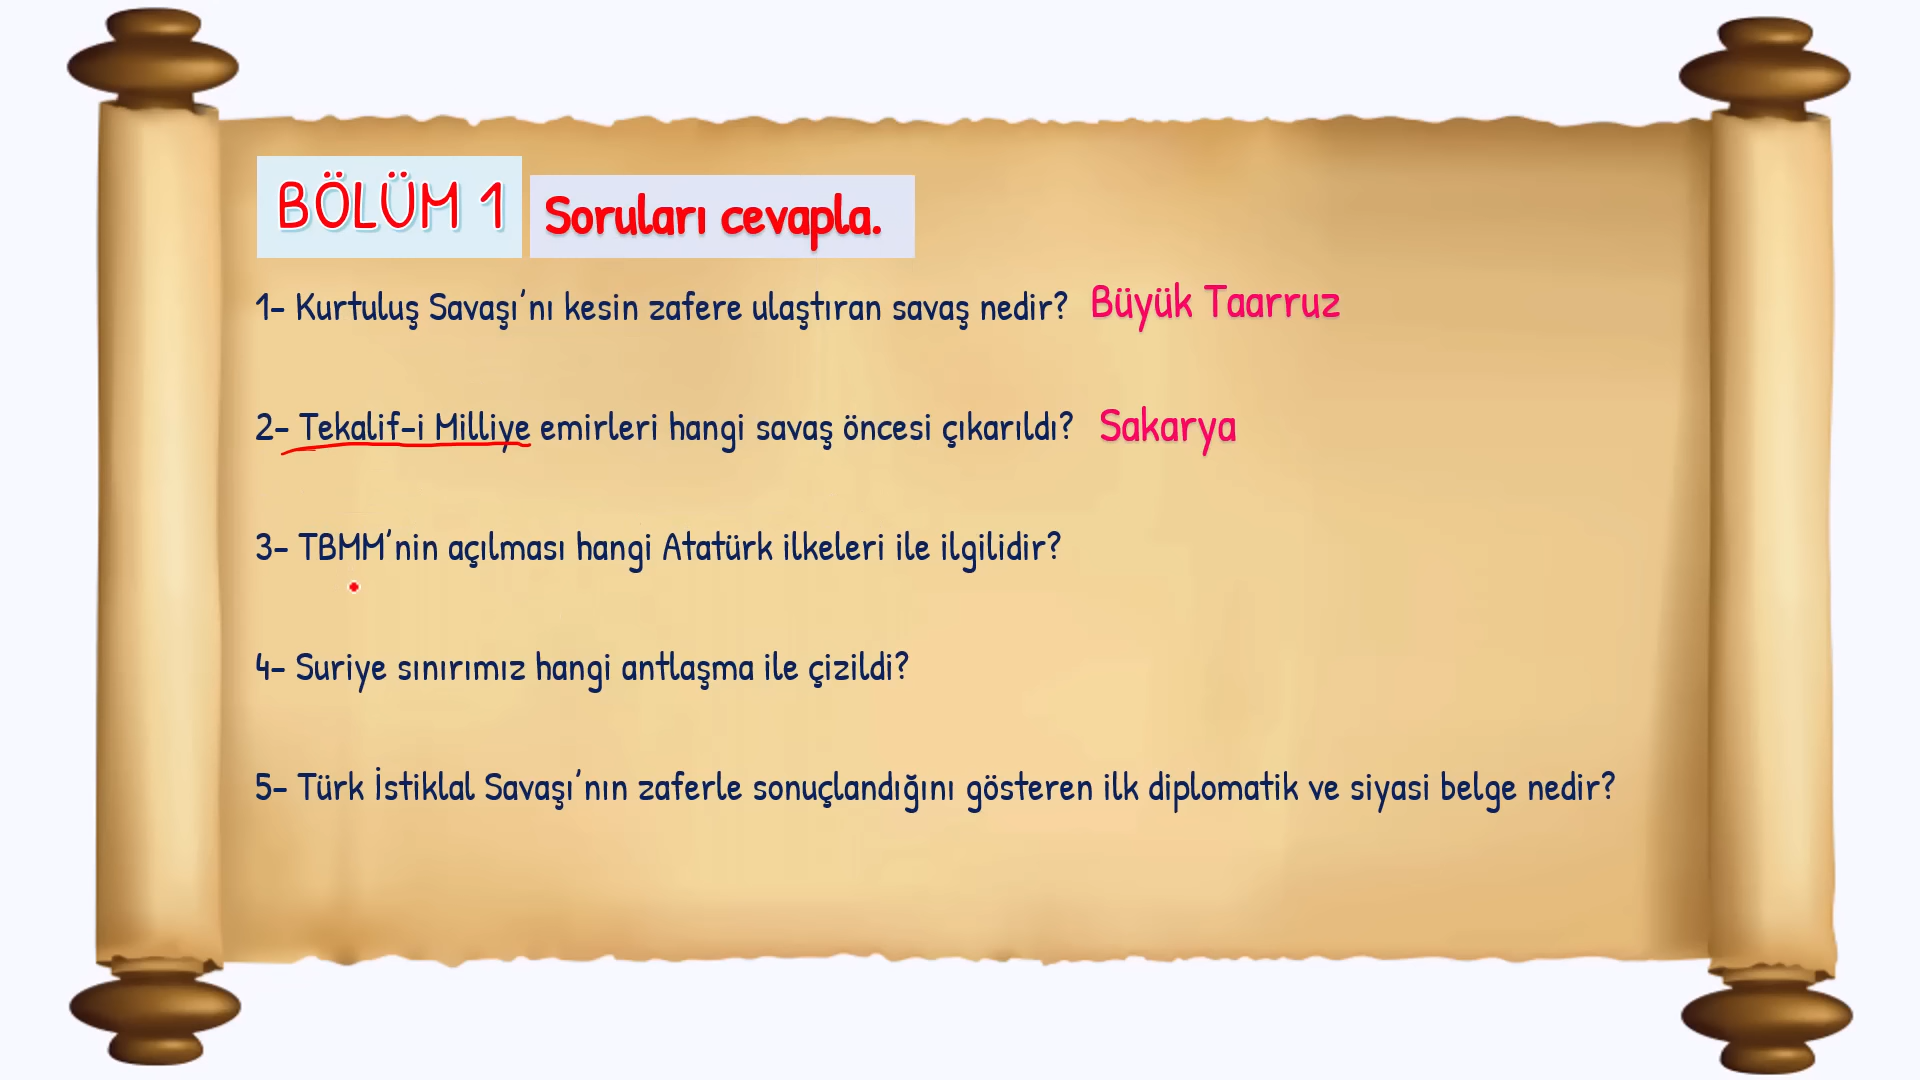 BÖLÜM 1 Soruları cevapla.
1- Kurtuluş Savaşı'nı kesin zafere ulaştıran savaş nedir? Büyük Taarruz
2- Tekalif-i Milliye emirleri hangi savaş öncesi çıkarıldı? Sakarya
3- TBMM'nin açılması hangi Atatürk ilkeleri ile ilgilidir?
4- Suriye sınırımız hangi antlaşma ile çizildi?
5- Türk İstiklal Savaşı'nın zaferle sonuçlandığını gösteren ilk diplomatik ve siyasi belge nedir?